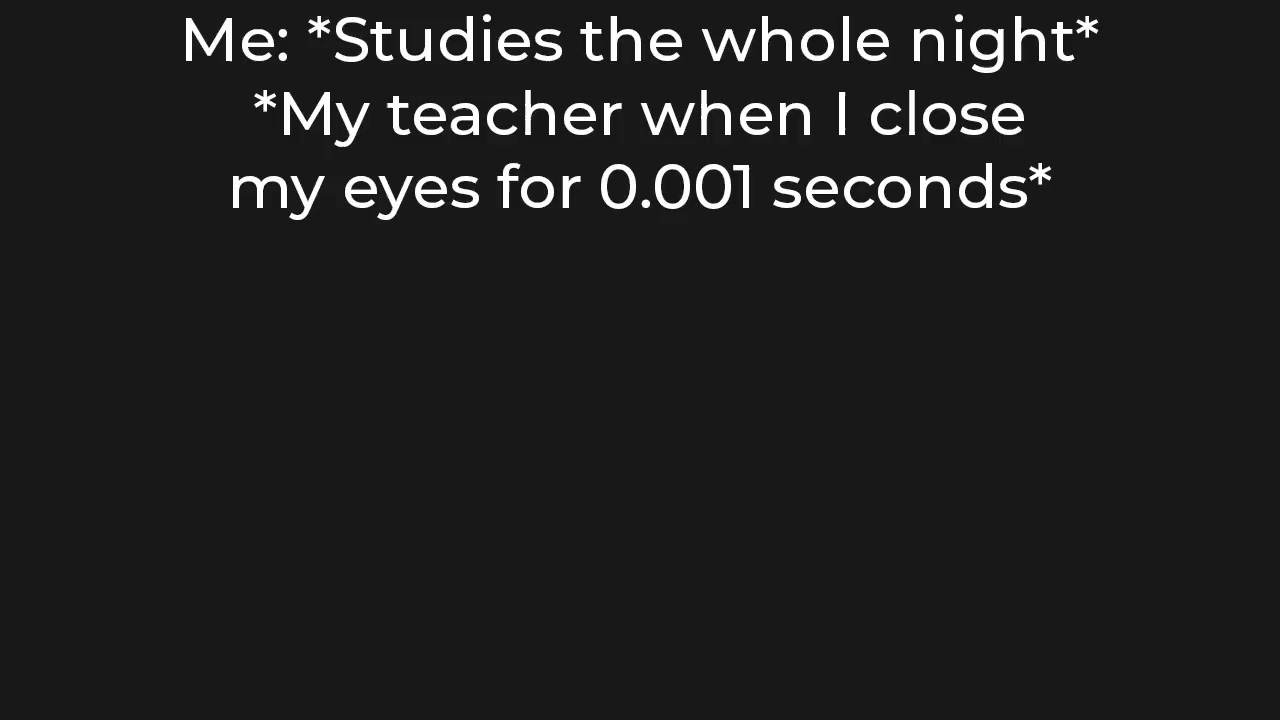 Me: *Studies the whole night*
*My teacher when I close
my eyes for 0.001 seconds*